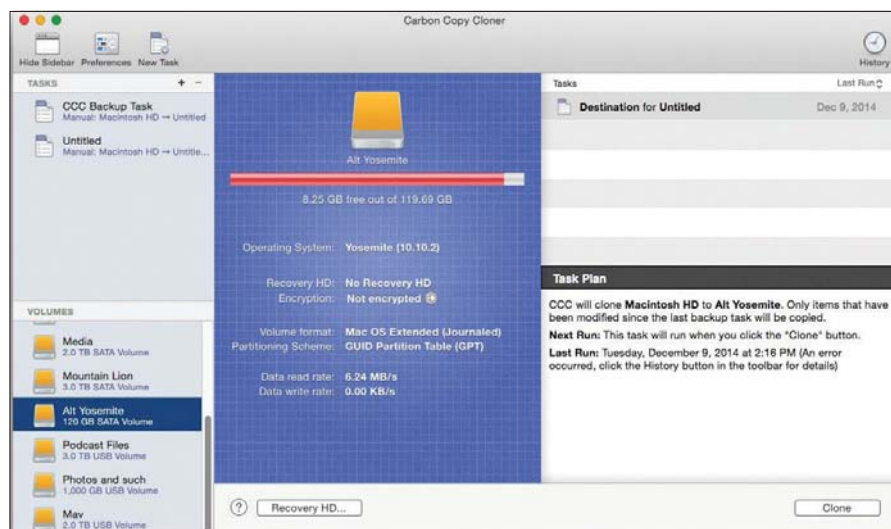 Carbon Copy Cloner
Hide Sidebar Preferences New Task
History
TASKS + −
CCC Backup Task
Manual: Macintosh HD → Untitled
Untitled
Manual: Macintosh HD → Untitle...
VOLUMES
Media
2.0 TB SATA Volume
Mountain Lion
3.0 TB SATA Volume
Alt Yosemite
120 GB SATA Volume
Podcast Files
3.0 TB USB Volume
Photos and such
1,000 GB USB Volume
May
2.0 TB USB Volume
Alt Yosemite
8.25 GB free out of 119.69 GB
Operating System: Yosemite (10.10.2)
Recovery HD: No Recovery HD
Encryption: Not encrypted
Volume format: Mac OS Extended (Journaled)
Partitioning Scheme: GUID Partition Table (GPT)
Data read rate: 6.24 MB/s
Data write rate: 0.00 KB/s
? Recovery HD...
Tasks Last Run
Destination for Untitled Dec 9, 2014
Task Plan
CCC will clone Macintosh HD to Alt Yosemite. Only items that have
been modified since the last backup task will be copied.
Next Run: This task will run when you click the "Clone" button.
Last Run: Tuesday, December 9, 2014 at 2:16 PM (An error
occurred, click the History button in the toolbar for details)
Clone